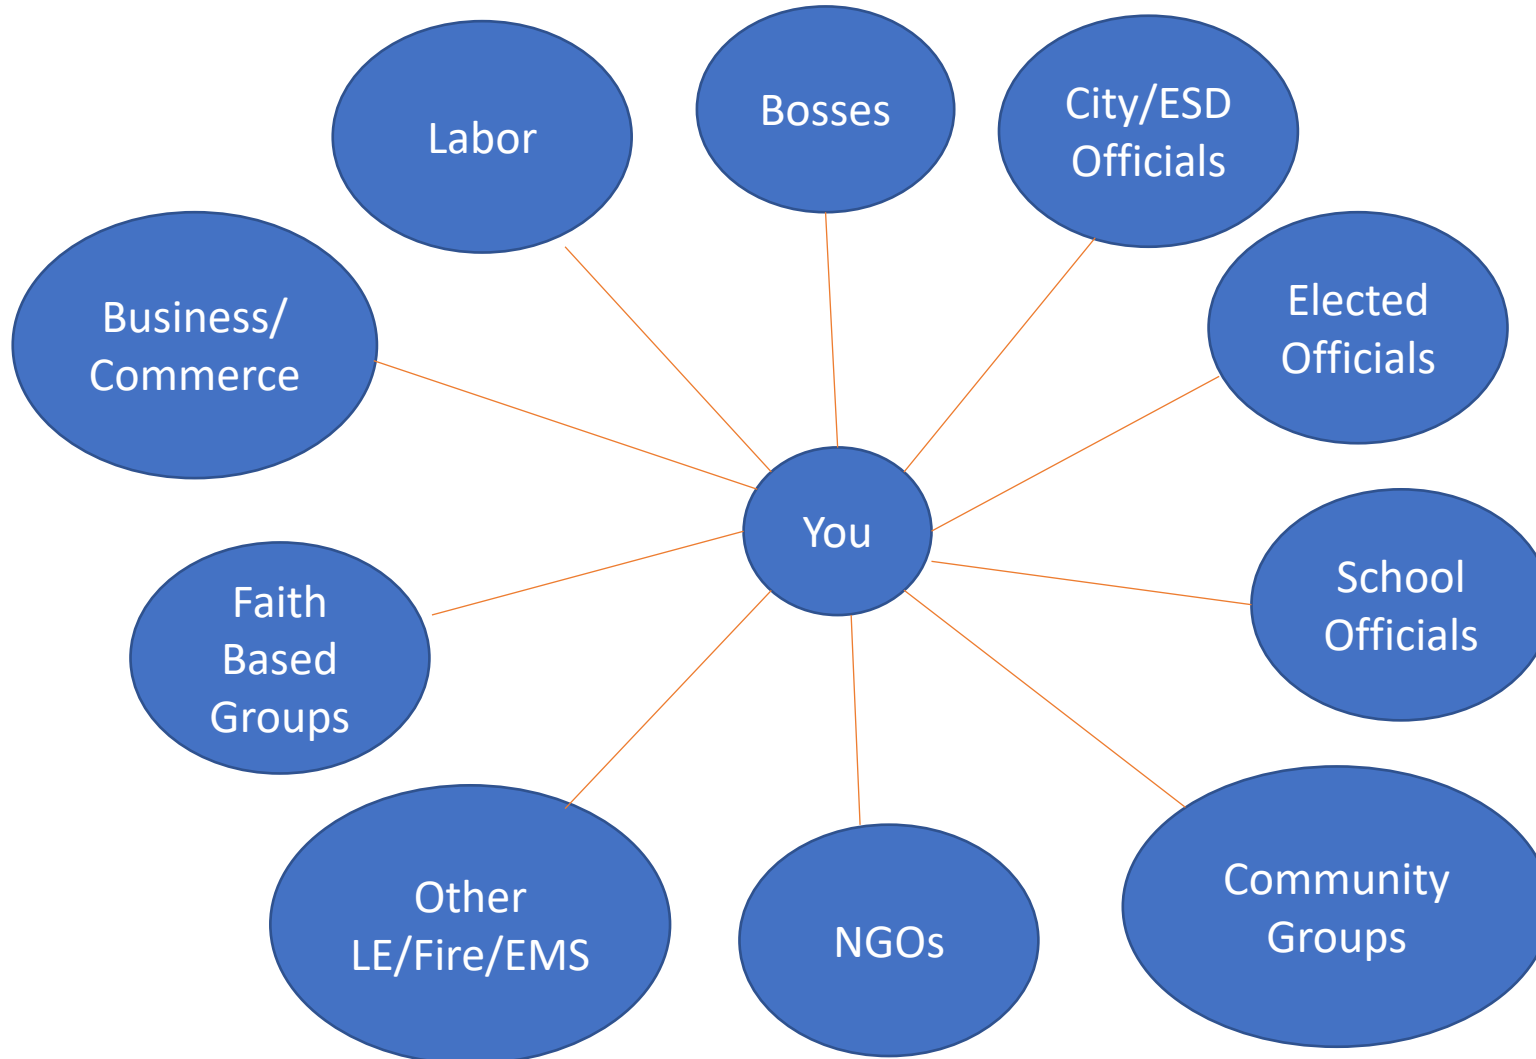 Labor
Bosses
City/ESD
Officials
Business/
Commerce
Elected
Officials
You
Faith
Based
Groups
School
Officials
Other
LE/Fire/EMS
NGOs
Community
Groups